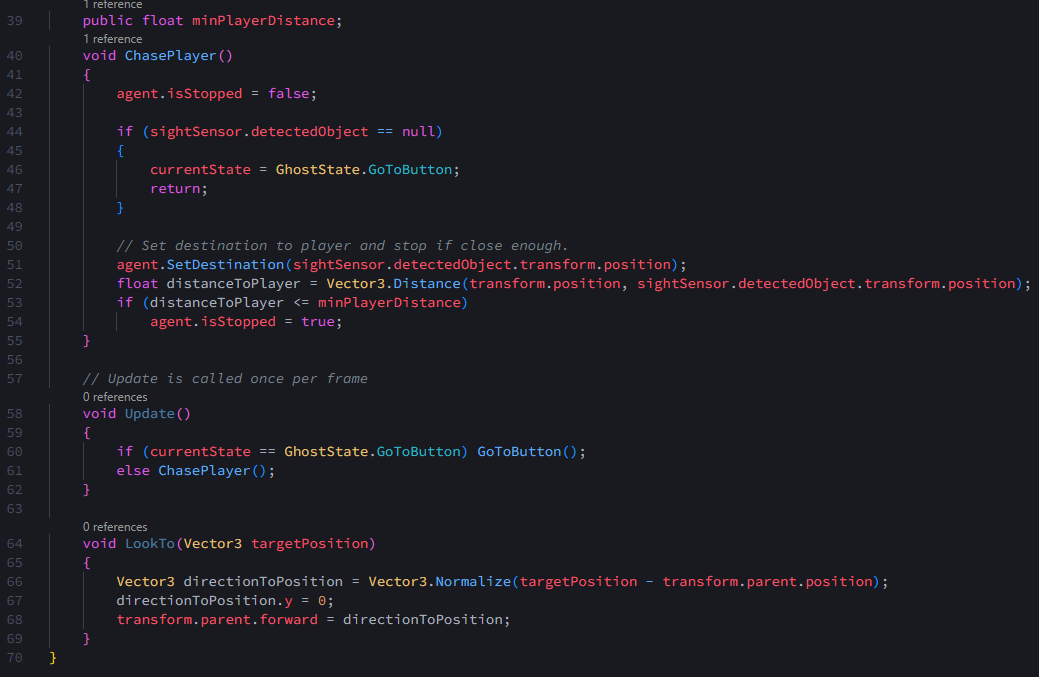 1 reference
39 public float minPlayerDistance;
1 reference
40 void ChasePlayer()
41 {
42 agent.isStopped = false;
43
44 if (sightSensor.detectedObject == null)
45 {
46 currentState = GhostState.GoToButton;
47 return;
48 }
49
50 // Set destination to player and stop if close enough.
51 agent.SetDestination(sightSensor.detectedObject.transform.position);
52 float distanceToPlayer = Vector3.Distance(transform.position, sightSensor.detectedObject.transform.position);
53 if (distanceToPlayer <= minPlayerDistance)
54 agent.isStopped = true;
55 }
56
57 // Update is called once per frame
0 references
58 void Update()
59 {
60 if (currentState == GhostState.GoToButton) GoToButton();
61 else ChasePlayer();
62 }
63
0 references
64 void LookTo(Vector3 targetPosition)
65 {
66 Vector3 directionToPosition = Vector3.Normalize(targetPosition - transform.parent.position);
67 directionToPosition.y = 0;
68 transform.parent.forward = directionToPosition;
69 }
70 }